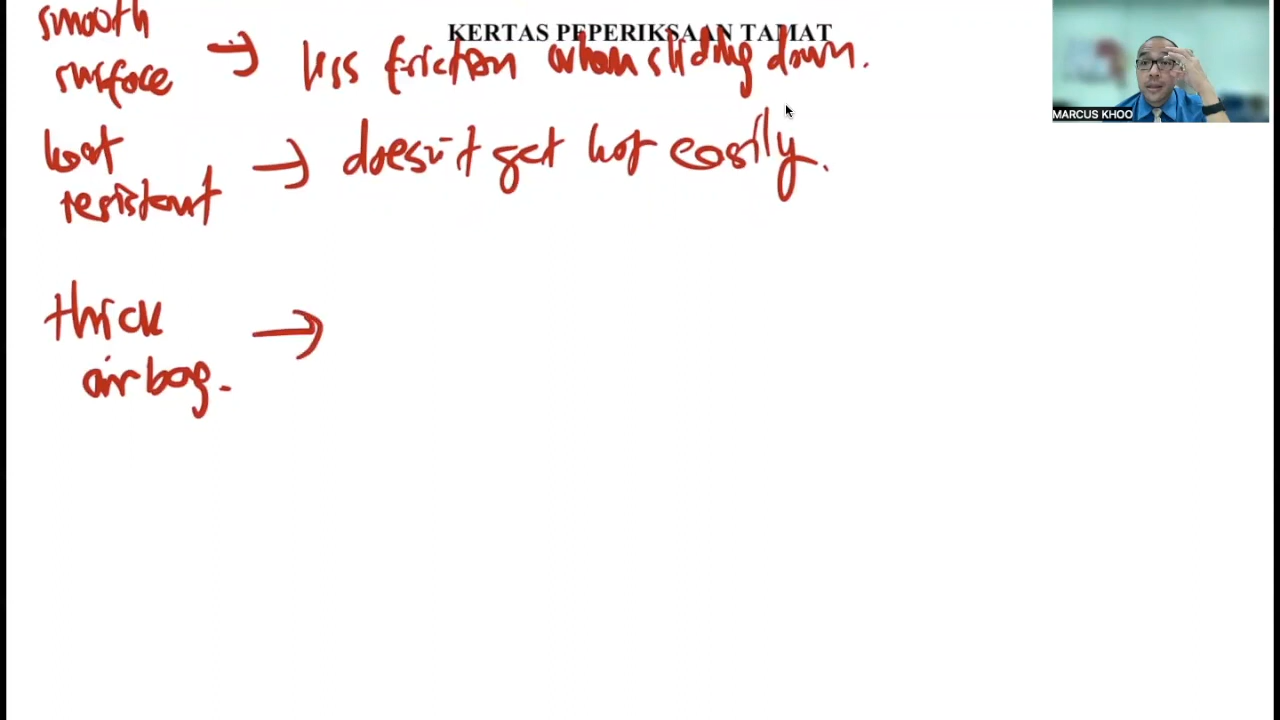 KERTAS PEPERIKSAAN TAMAT
smooth
surface → less friction when sliding down.
MARCUS KHOO
heat → doesn't get hot easily.
resistant
thick →
airbag.